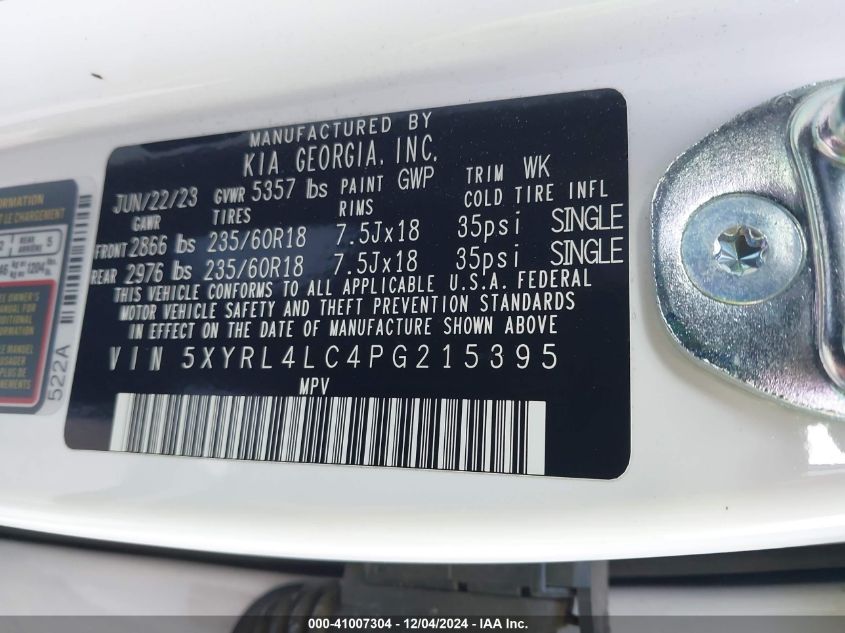 MANUFACTURED BY
KIA GEORGIA, INC.
JUN/22/23 GVWR 5357 lbs PAINT GWP TRIM WK
GAWR TIRES RIMS COLD TIRE INFL
FRONT 2866 lbs 235/60R18 7.5Jx18 35psi SINGLE
REAR 2976 lbs 235/60R18 7.5Jx18 35psi SINGLE
THIS VEHICLE CONFORMS TO ALL APPLICABLE U.S.A. FEDERAL
MOTOR VEHICLE SAFETY AND THEFT PREVENTION STANDARDS
IN EFFECT ON THE DATE OF MANUFACTURE SHOWN ABOVE
VIN 5XYRL4LC4PG215395
MPV
522A
000-41007304 - 12/04/2024 - IAA Inc.